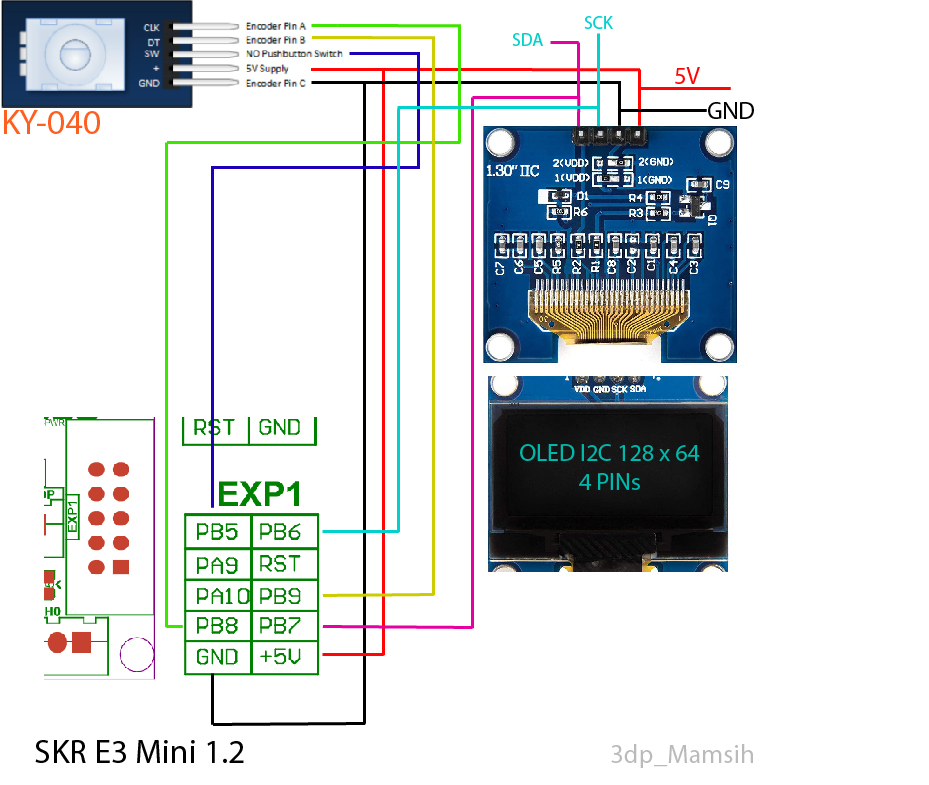 CLK Encoder Pin A
DT Encoder Pin B
SW NO Pushbutton Switch
+ 5V Supply
GND Encoder Pin C
KY-040
SCK
SDA
5V
GND
1.30" IIC
2(VDD) 2(GND)
1(VDD) 1(GND)
C9
D1 R4
R6 R3
Q1
C7 C6 C5 R5 R2 R1 C8 C2 C1 C4 C3
VDD GND SCK SDA
OLED I2C 128 x 64
4 PINs
PWR
RST GND
EXP1
EXP1
PB5 PB6
PA9 RST
PA10 PB9
PB8 PB7
GND +5V
H0
SKR E3 Mini 1.2
3dp_Mamsih